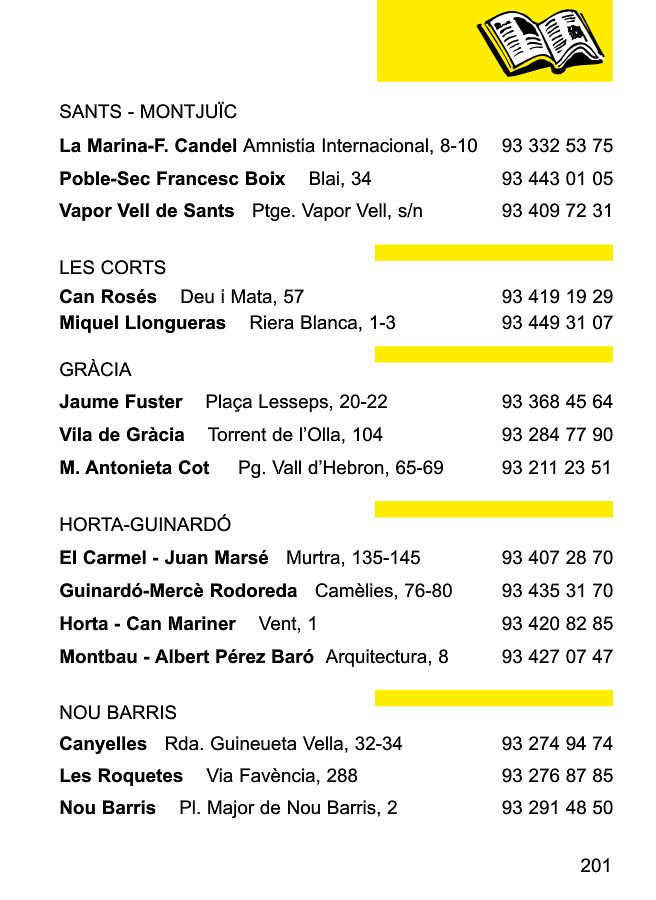 SANTS - MONTJUÏC
La Marina-F. Candel Amnistia Internacional, 8-10 93 332 53 75
Poble-Sec Francesc Boix Blai, 34 93 443 01 05
Vapor Vell de Sants Ptge. Vapor Vell, s/n 93 409 72 31
LES CORTS
Can Rosés Deu i Mata, 57 93 419 19 29
Miquel Llongueras Riera Blanca, 1-3 93 449 31 07
GRÀCIA
Jaume Fuster Plaça Lesseps, 20-22 93 368 45 64
Vila de Gràcia Torrent de l’Olla, 104 93 284 77 90
M. Antonieta Cot Pg. Vall d’Hebron, 65-69 93 211 23 51
HORTA-GUINARDÓ
El Carmel - Juan Marsé Murtra, 135-145 93 407 28 70
Guinardó-Mercè Rodoreda Camèlies, 76-80 93 435 31 70
Horta - Can Mariner Vent, 1 93 420 82 85
Montbau - Albert Pérez Baró Arquitectura, 8 93 427 07 47
NOU BARRIS
Canyelles Rda. Guineueta Vella, 32-34 93 274 94 74
Les Roquetes Via Favència, 288 93 276 87 85
Nou Barris Pl. Major de Nou Barris, 2 93 291 48 50
201